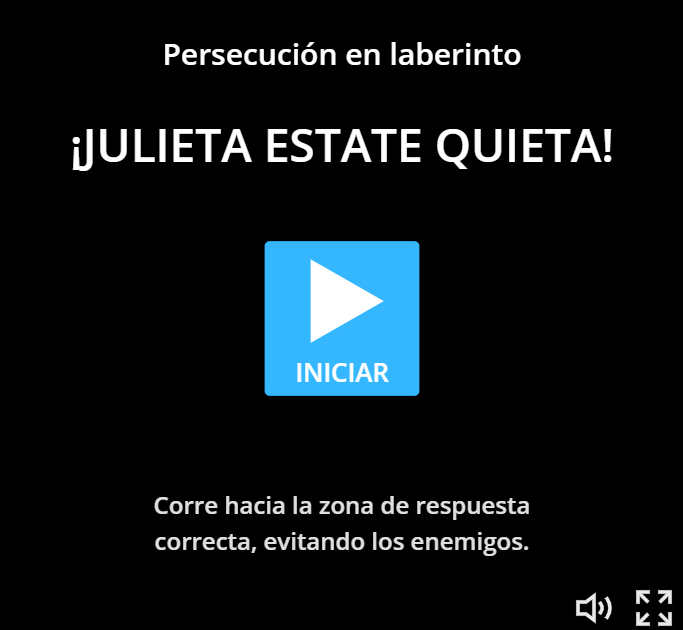 Persecución en laberinto
¡JULIETA ESTATE QUIETA!
INICIAR
Corre hacia la zona de respuesta
correcta, evitando los enemigos.